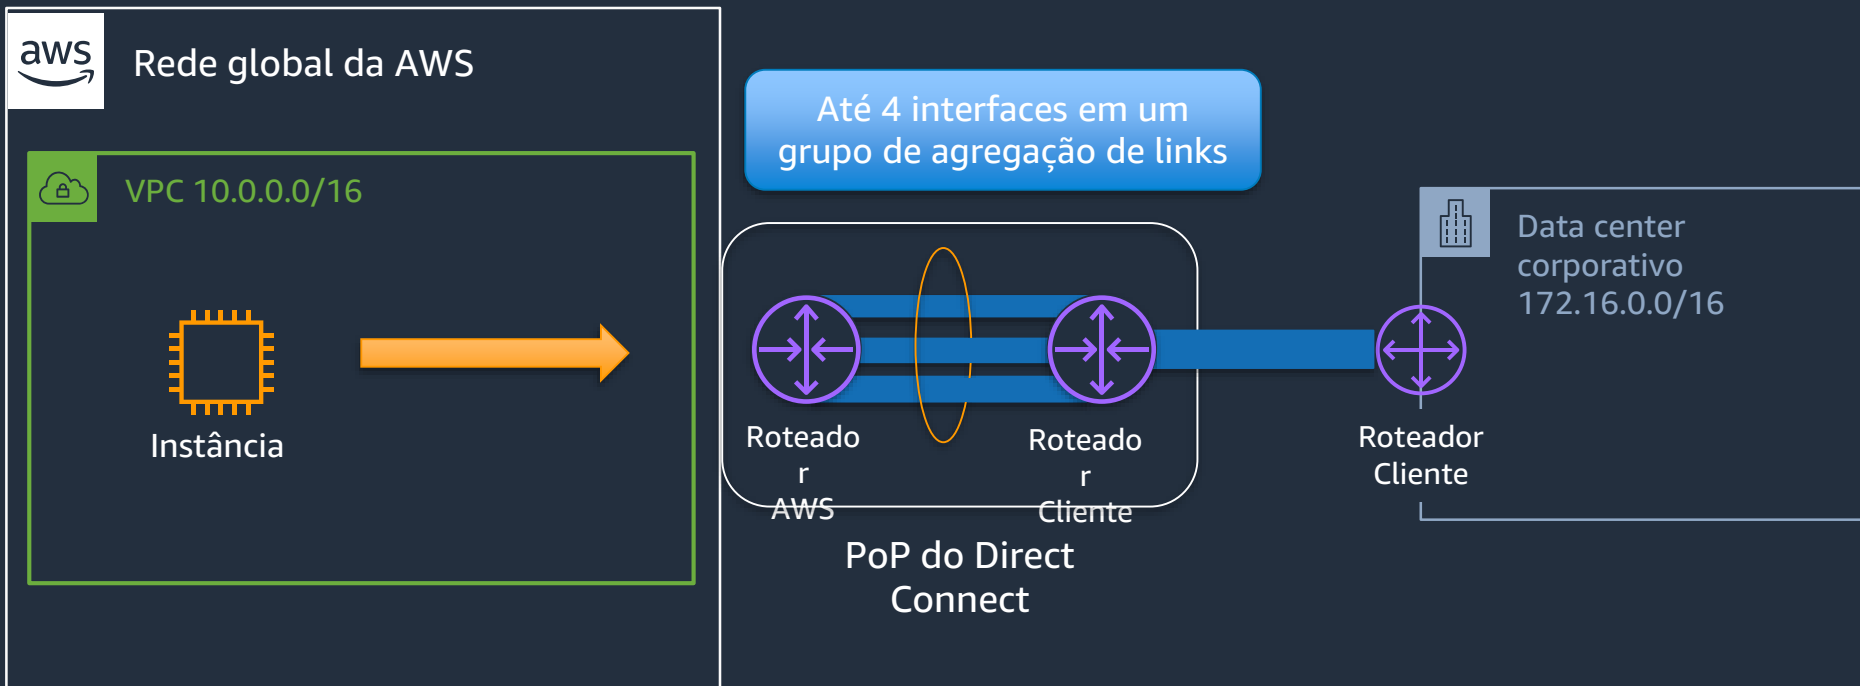 aws
Rede global da AWS
Até 4 interfaces em um
grupo de agregação de links
VPC 10.0.0.0/16
Data center
corporativo
172.16.0.0/16
Instância
Roteado
r
AWS
Roteado
r
Cliente
Roteador
Cliente
PoP do Direct
Connect